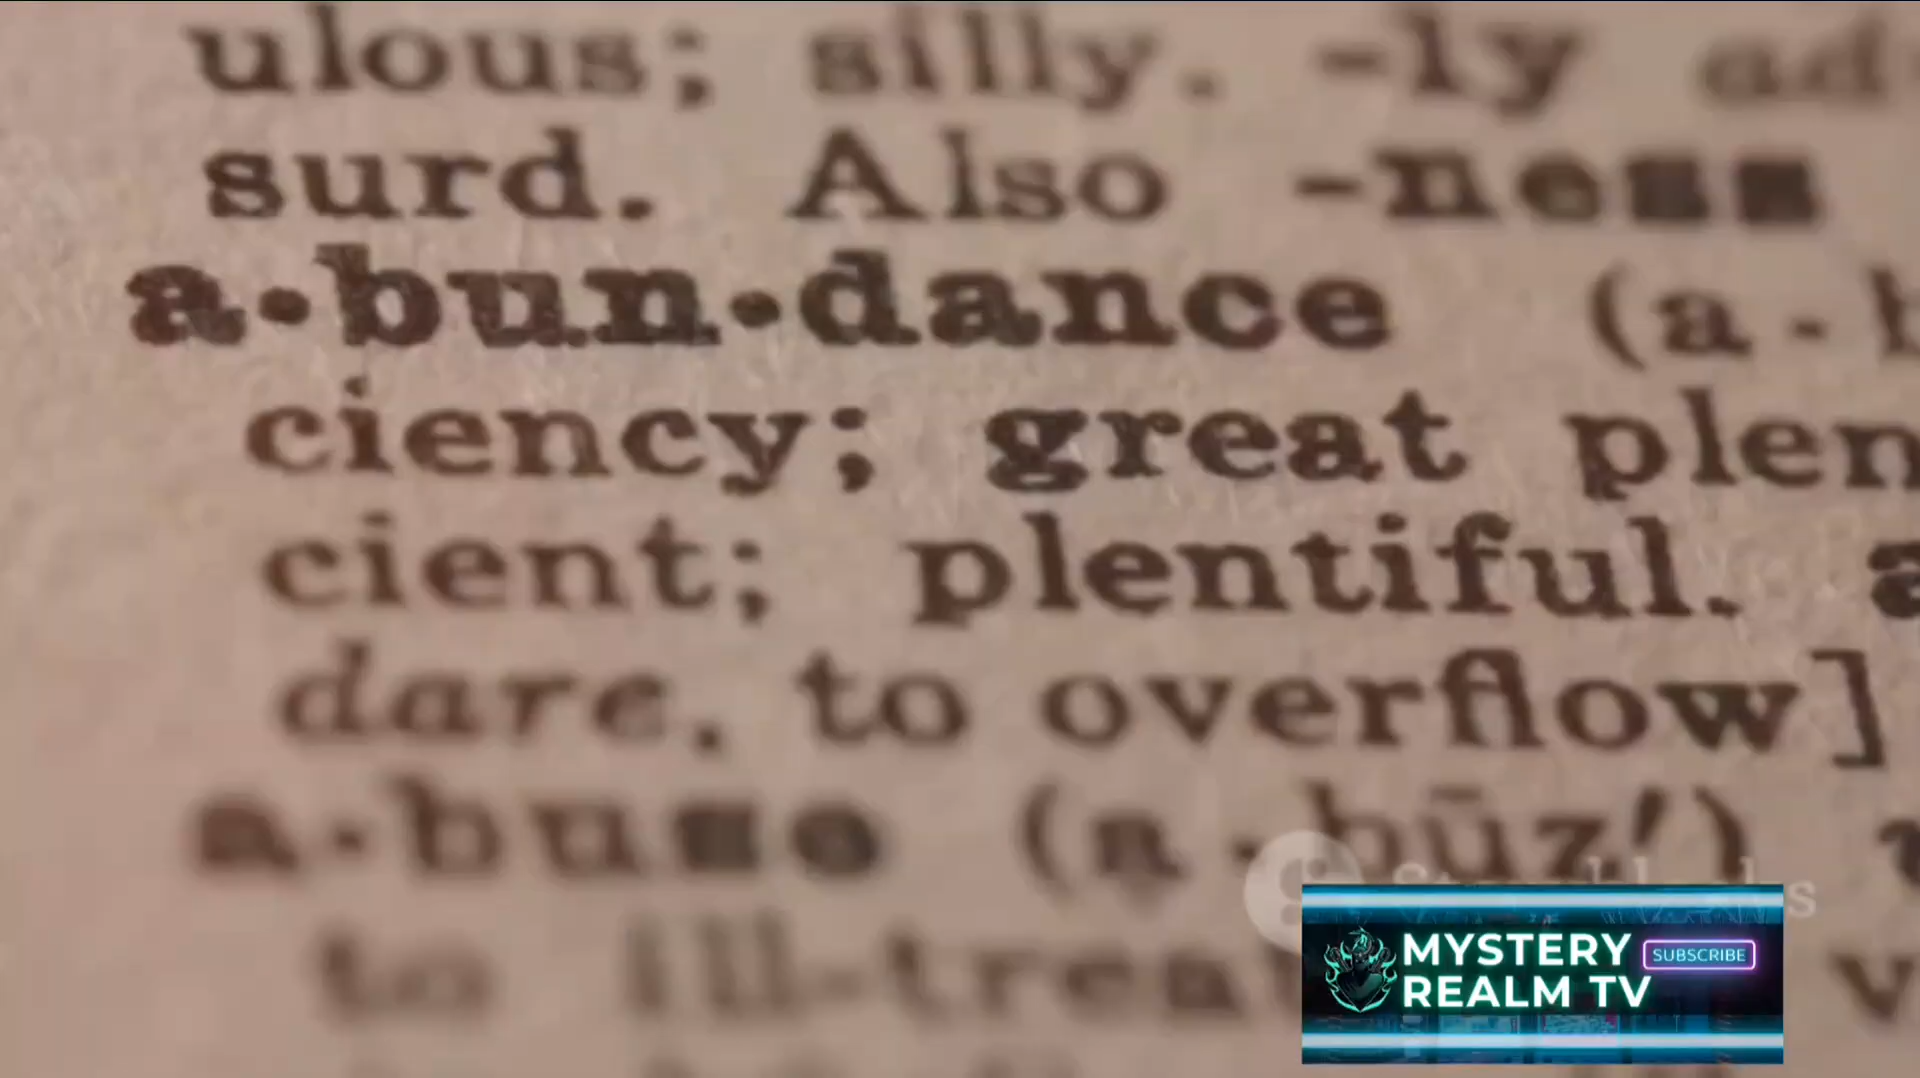 ulous; silly. -ly ad
surd. Also -ness
a·bun·dance (a-b
ciency; great plen
cient; plentiful. a
dare, to overflow]
a·buse (a-būz′) v
to ill-treat v
MYSTERY
REALM TV
SUBSCRIBE